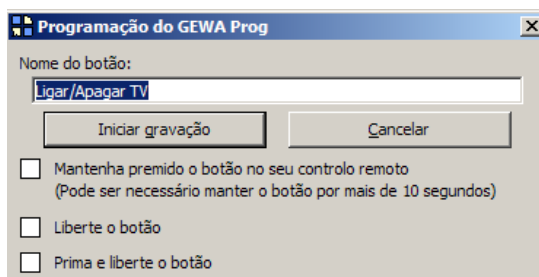 Programação do GEWA Prog
Nome do botão:
Ligar/Apagar TV
Iniciar gravação
Cancelar
Mantenha premido o botão no seu controlo remoto
(Pode ser necessário manter o botão por mais de 10 segundos)
Liberte o botão
Prima e liberte o botão